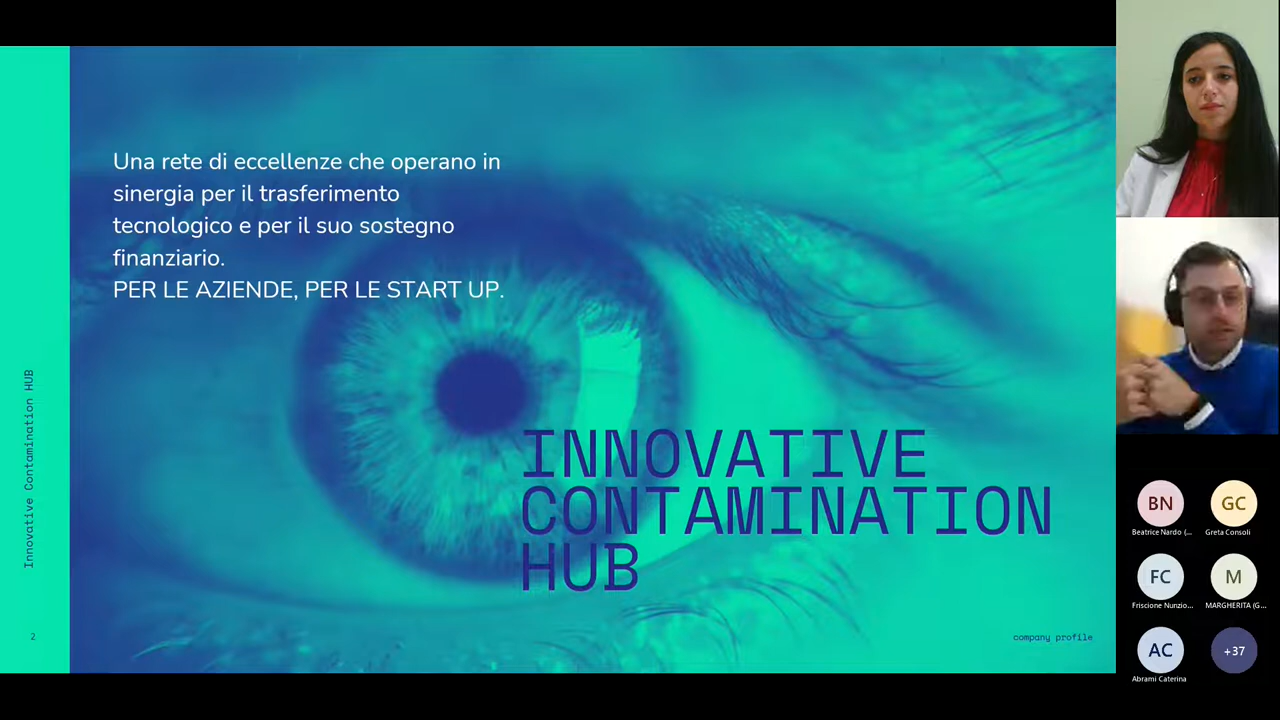 Una rete di eccellenze che operano in
sinergia per il trasferimento
tecnologico e per il suo sostegno
finanziario.
PER LE AZIENDE, PER LE START UP.
INNOVATIVE
CONTAMINATION
HUB
Innovative Contamination HUB
2
company profile
BN
Beatrice Nardo (...
GC
Greta Consoli
FC
Friscione Nunzio...
M
MARGHERITA (G...
AC
Abrami Caterina
+37